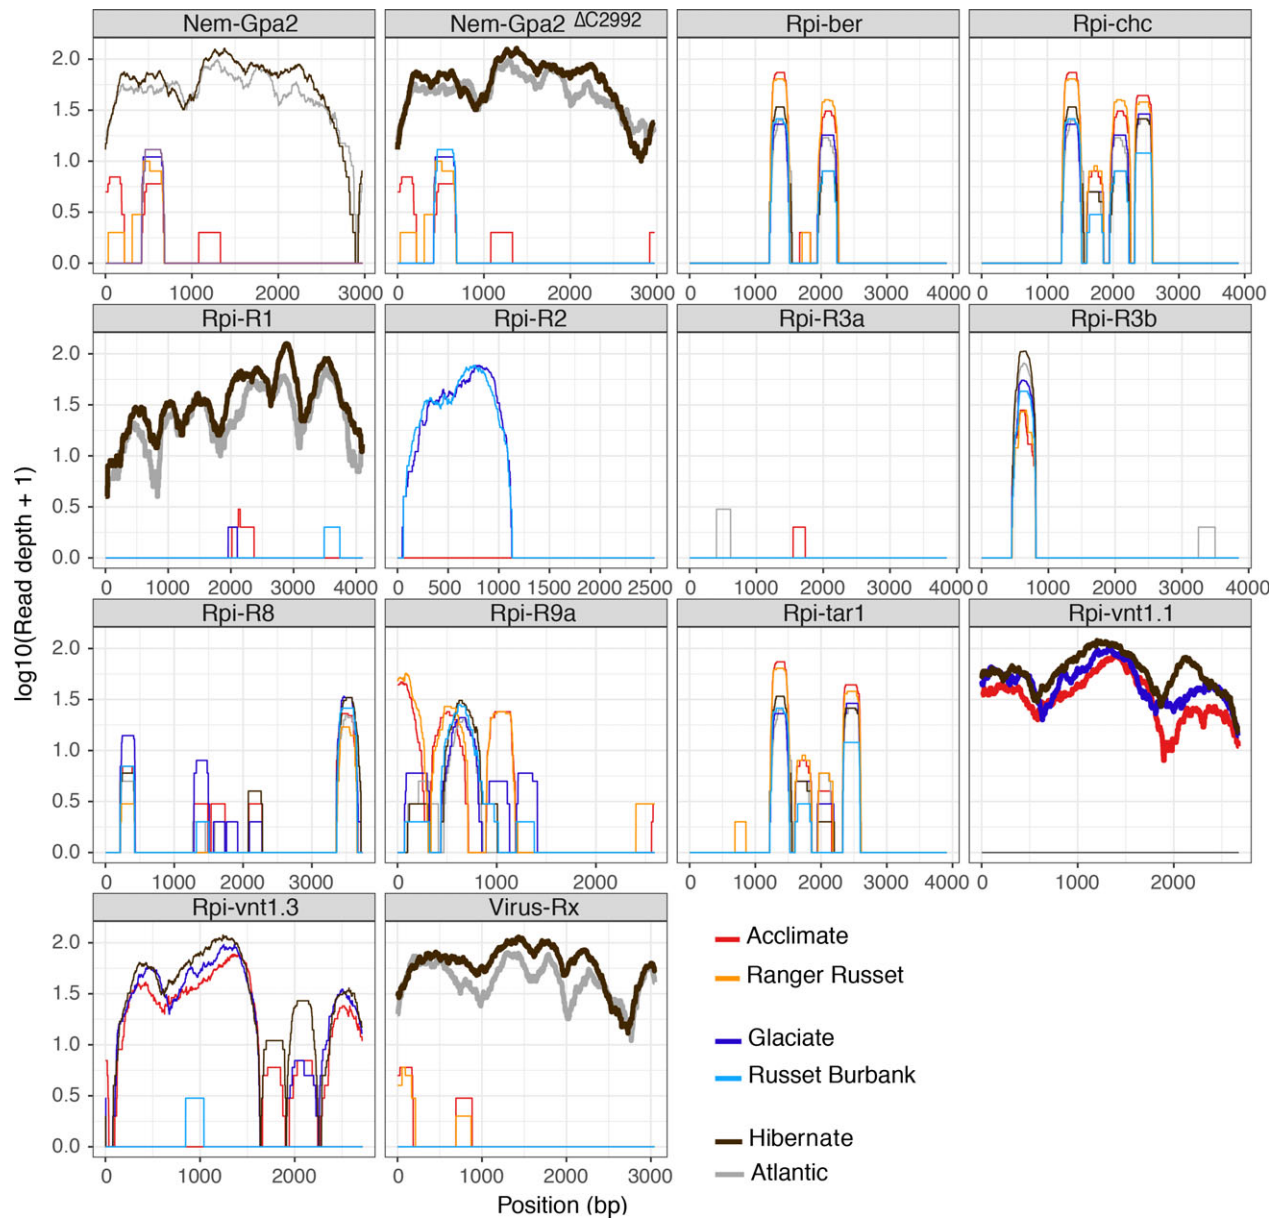 Nem-Gpa2 Nem-Gpa2 ΔC2992 Rpi-ber Rpi-chc
2.0
1.5
1.0
0.5
0.0
0 1000 2000 3000 0 1000 2000 3000 0 1000 2000 3000 4000 0 1000 2000 3000 4000
Rpi-R1 Rpi-R2 Rpi-R3a Rpi-R3b
2.0
1.5
1.0
0.5
0.0
0 1000 2000 3000 4000 0 500 1000 1500 2000 2500 0 1000 2000 3000 4000 0 1000 2000 3000 4000
log10(Read depth + 1)
Rpi-R8 Rpi-R9a Rpi-tar1 Rpi-vnt1.1
2.0
1.5
1.0
0.5
0.0
0 1000 2000 3000 0 1000 2000 0 1000 2000 3000 4000 0 1000 2000
Rpi-vnt1.3 Virus-Rx
2.0
1.5
1.0
0.5
0.0
0 1000 2000 0 1000 2000 3000
Position (bp)
Acclimate
Ranger Russet
Glaciate
Russet Burbank
Hibernate
Atlantic